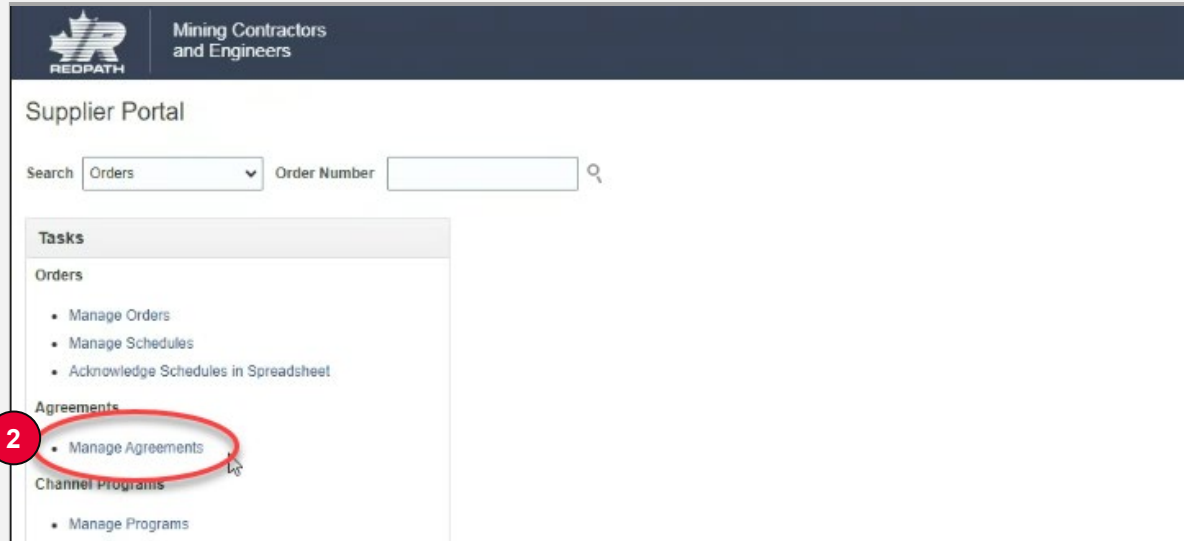 REDPATH
Mining Contractors
and Engineers
Supplier Portal
Search Orders Order Number
Tasks
Orders
• Manage Orders
• Manage Schedules
• Acknowledge Schedules in Spreadsheet
Agreements
2
• Manage Agreements
Channel Programs
• Manage Programs